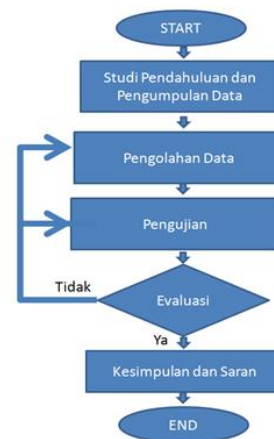 START
Studi Pendahuluan dan
Pengumpulan Data
Pengolahan Data
Pengujian
Evaluasi
Tidak
Ya
Kesimpulan dan Saran
END